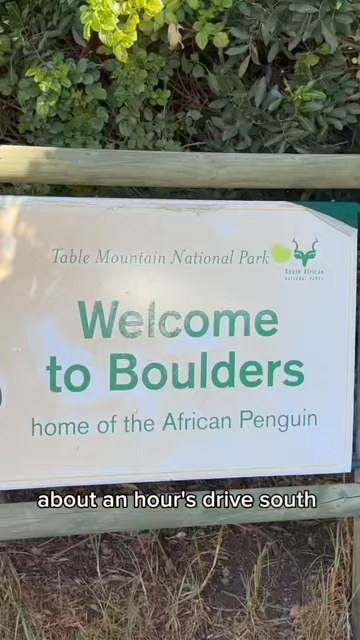 Table Mountain National Park
South African
NATIONAL PARKS
Welcome
to Boulders
home of the African Penguin
about an hour's drive south